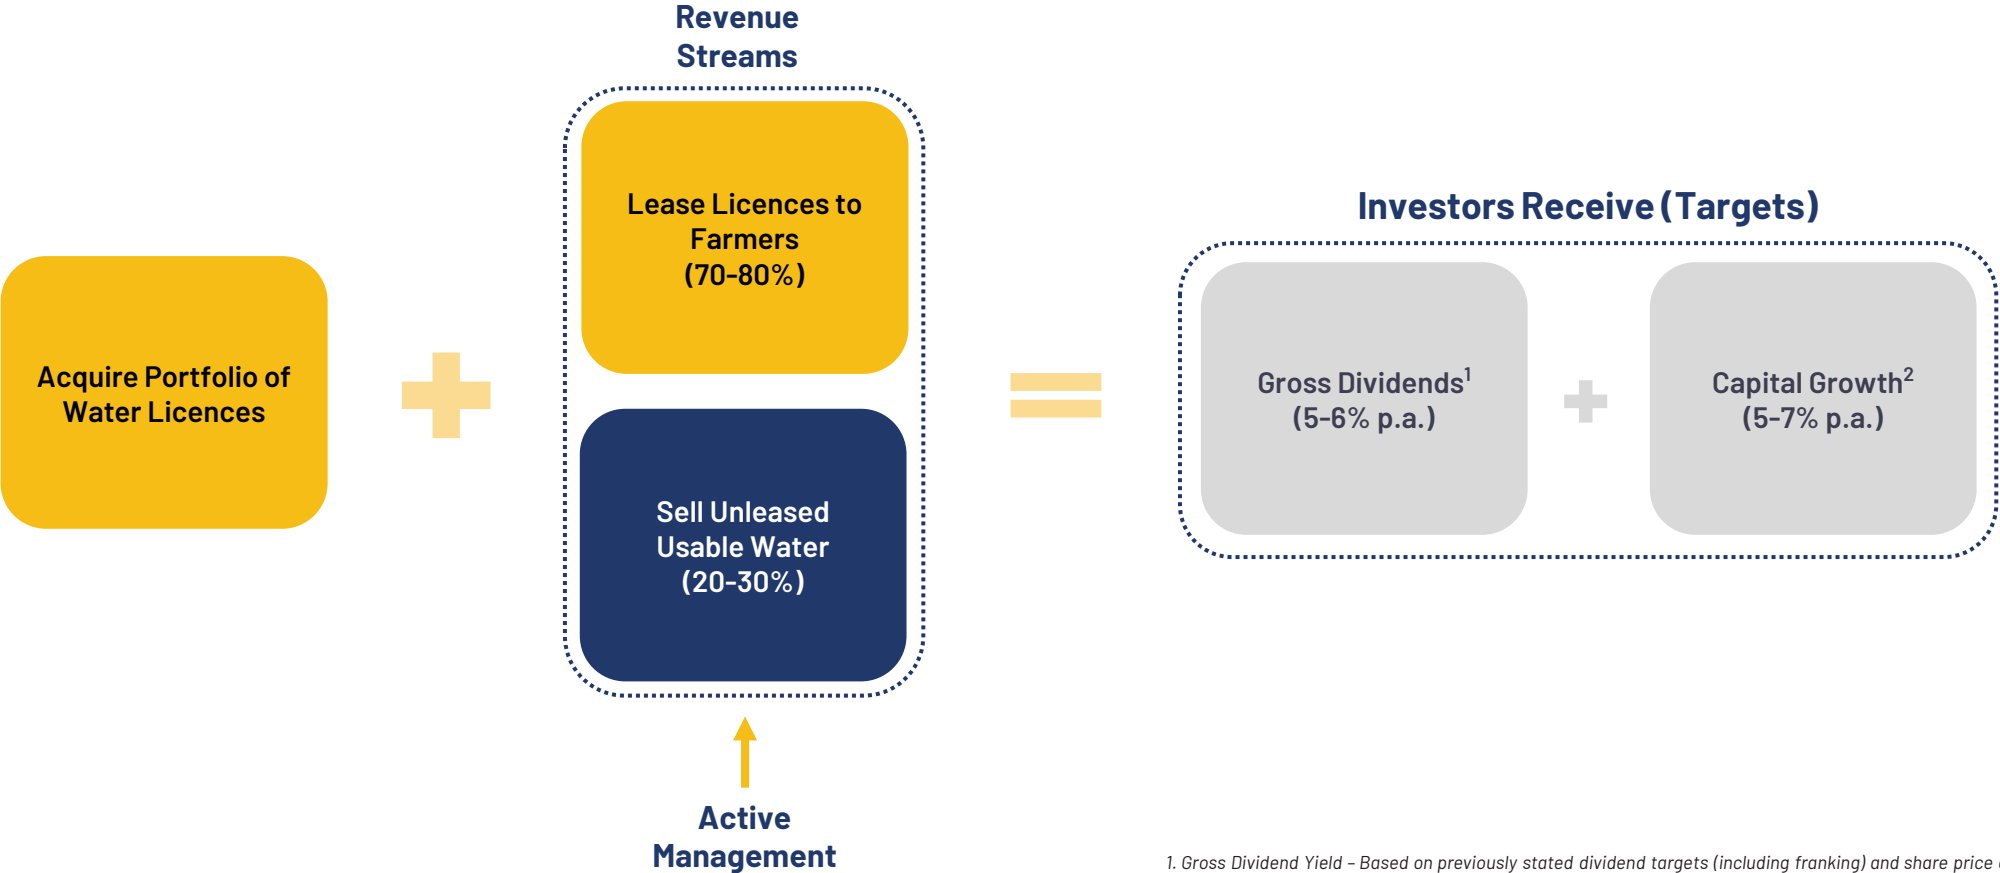 Revenue
Streams
Lease Licences to
Farmers
(70-80%)
Acquire Portfolio of
Water Licences
Sell Unleased
Usable Water
(20-30%)
Active
Management
Investors Receive (Targets)
Gross Dividends¹
(5-6% p.a.)
Capital Growth²
(5-7% p.a.)
1. Gross Dividend Yield – Based on previously stated dividend targets (including franking) and share price